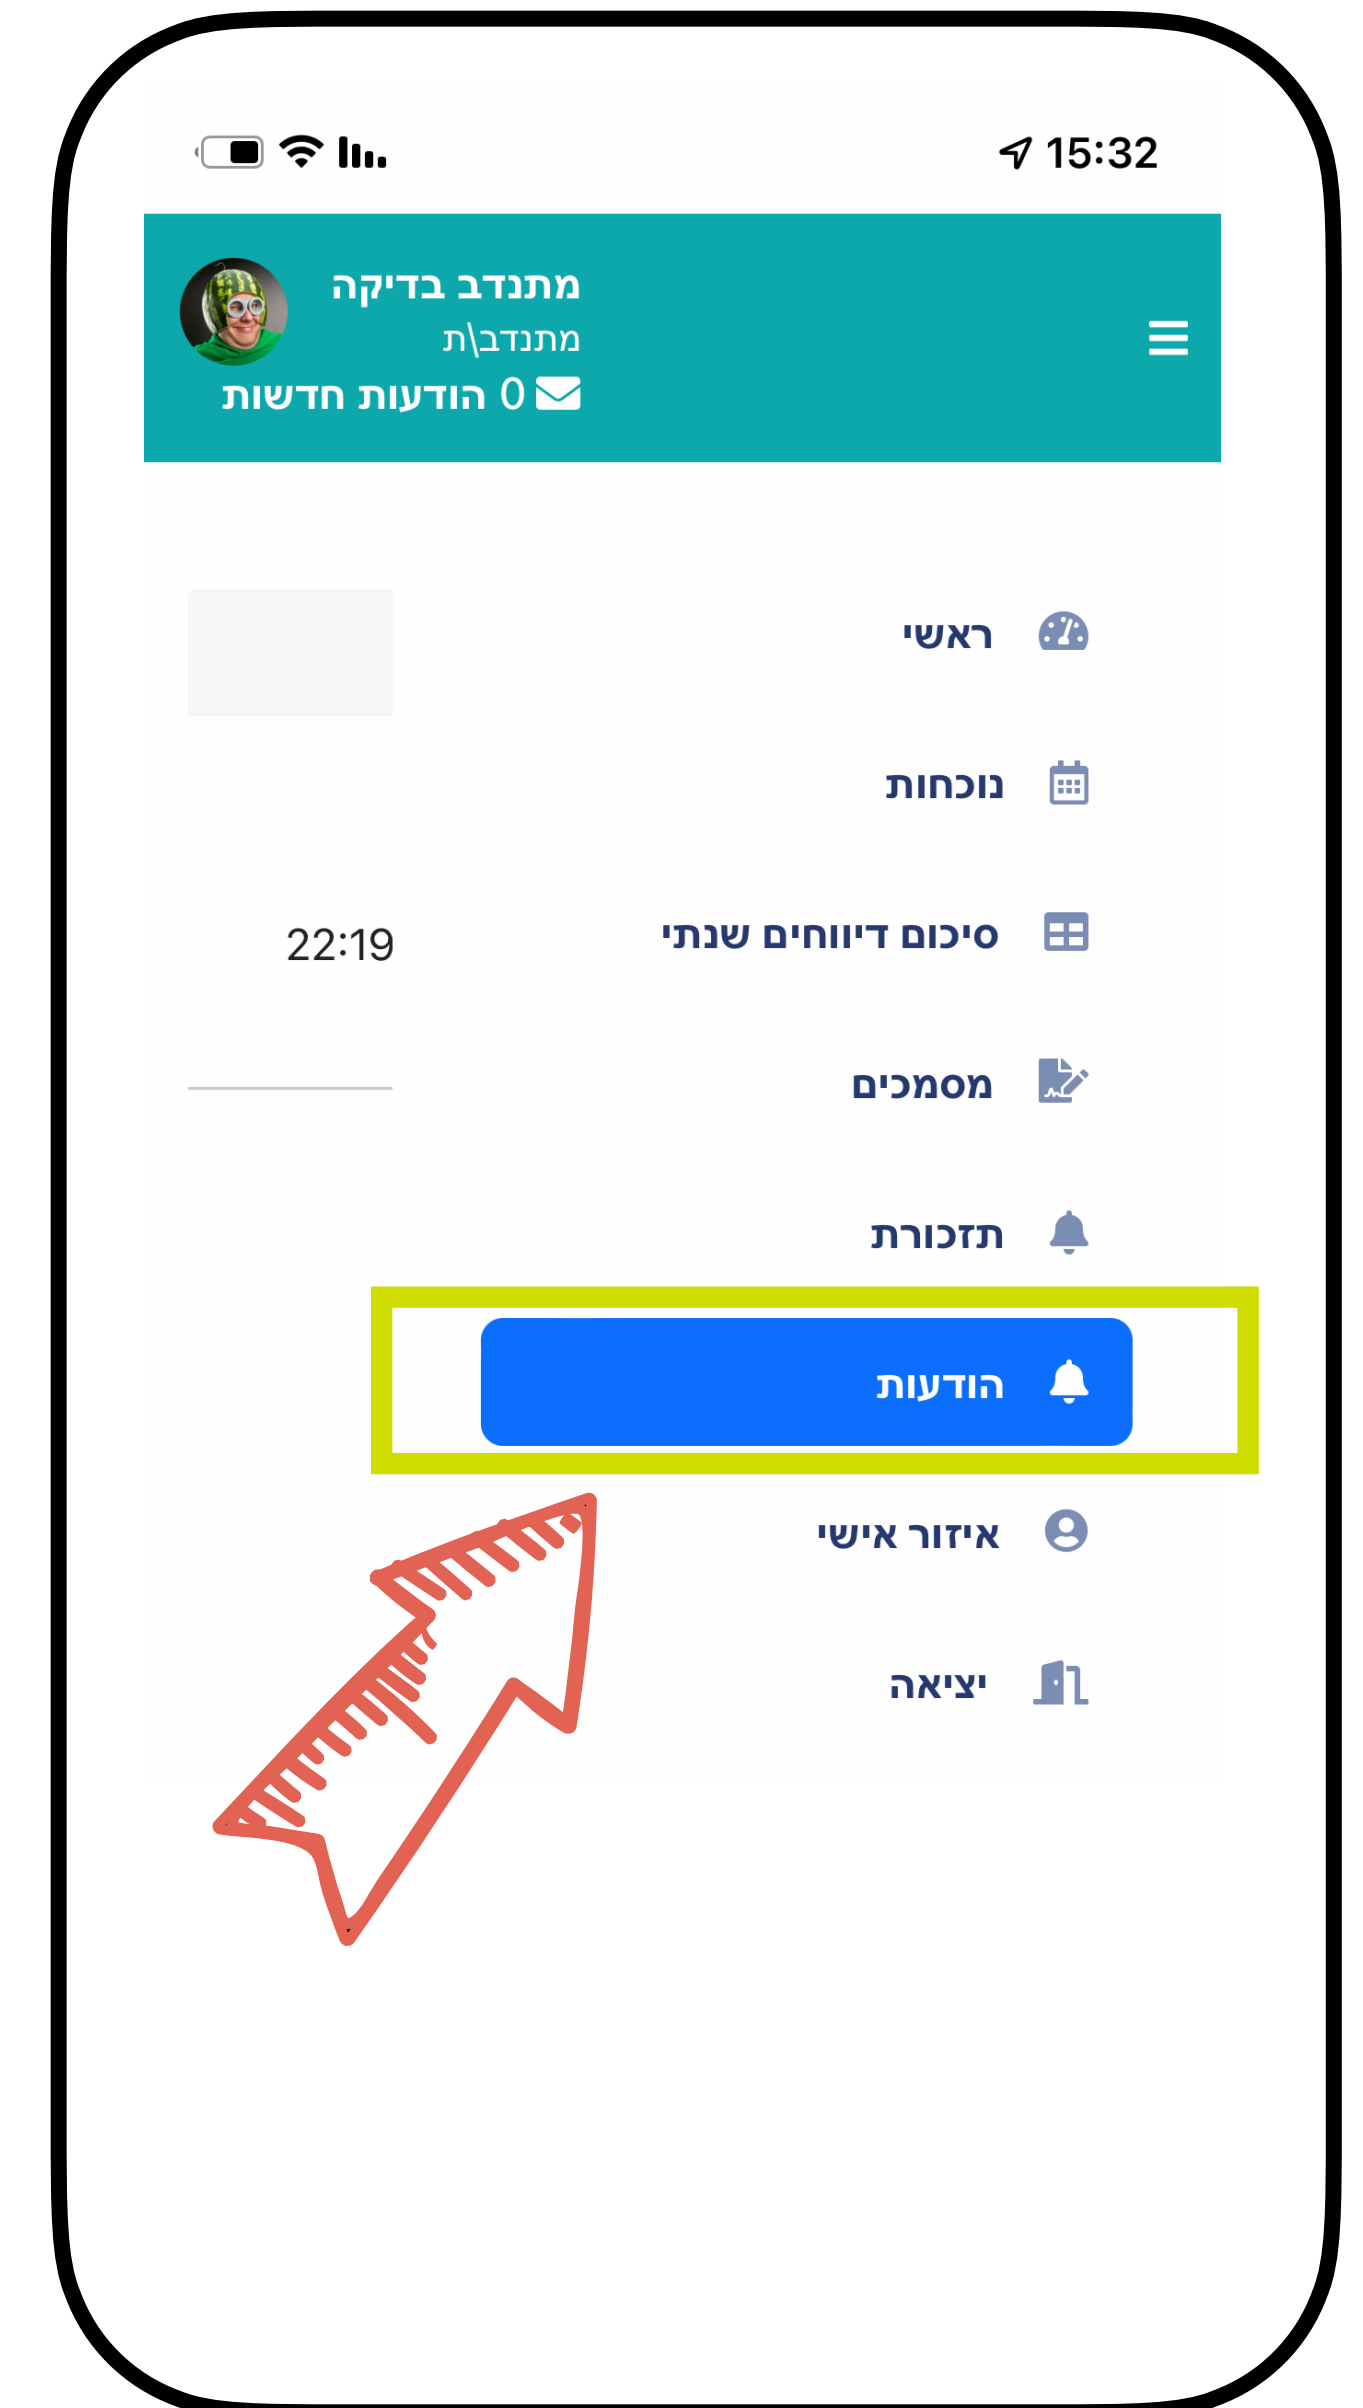 15:32
מתנדב בדיקה
מתנדב\ת
0 הודעות חדשות
ראשי
נוכחות
סיכום דיווחים שנתי
22:19
מסמכים
תזכורת
הודעות
איזור אישי
יציאה